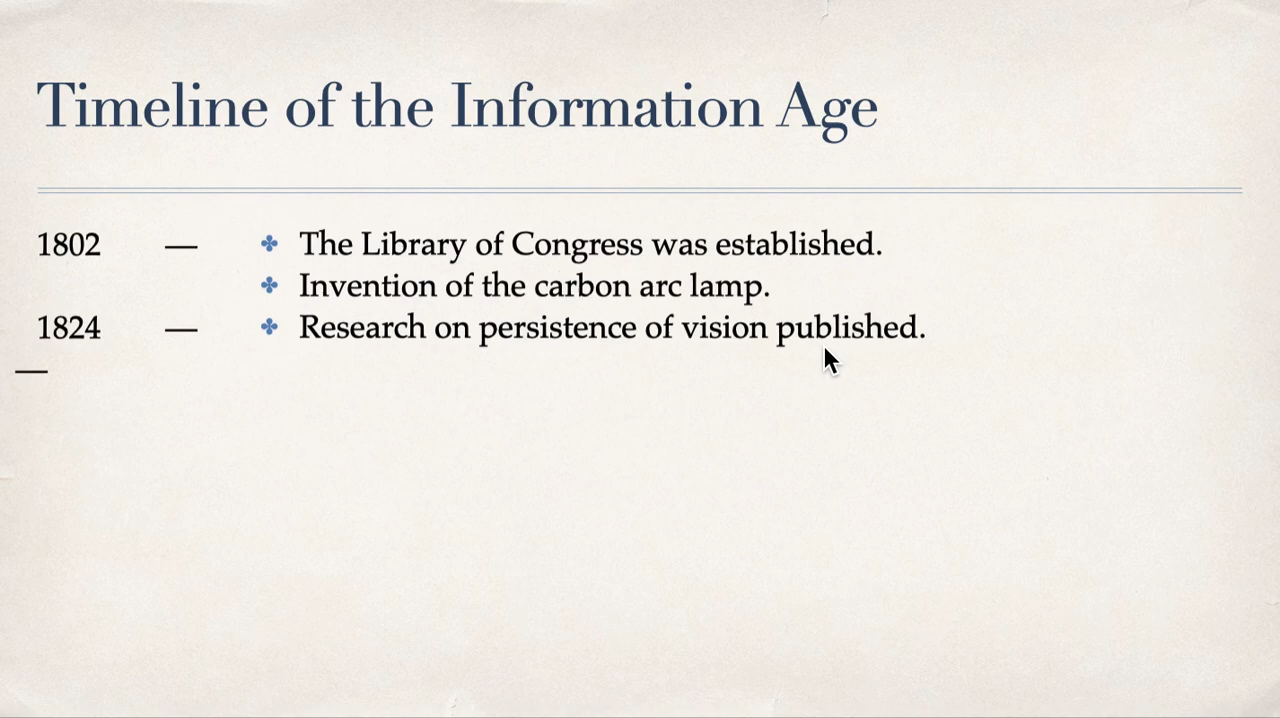 Timeline of the Information Age
1802 — ✤ The Library of Congress was established.
✤ Invention of the carbon arc lamp.
1824 — ✤ Research on persistence of vision published.
—